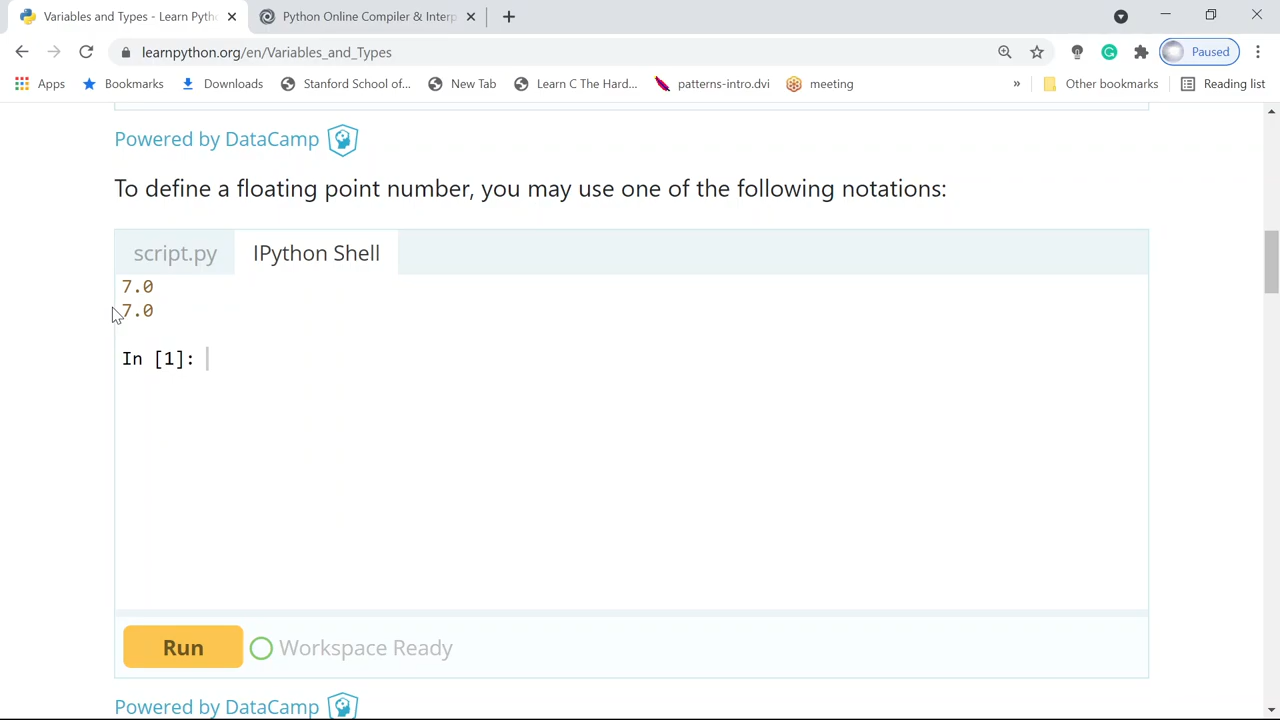 Variables and Types - Learn Pytho
Python Online Compiler & Interp
learnpython.org/en/Variables_and_Types
Paused
Apps
Bookmarks
Downloads
Stanford School of...
New Tab
Learn C The Hard...
patterns-intro.dvi
meeting
»
Other bookmarks
Reading list
Powered by DataCamp
To define a floating point number, you may use one of the following notations:
script.py
IPython Shell
7.0
7.0
In [1]:
Run
Workspace Ready
Powered by DataCamp